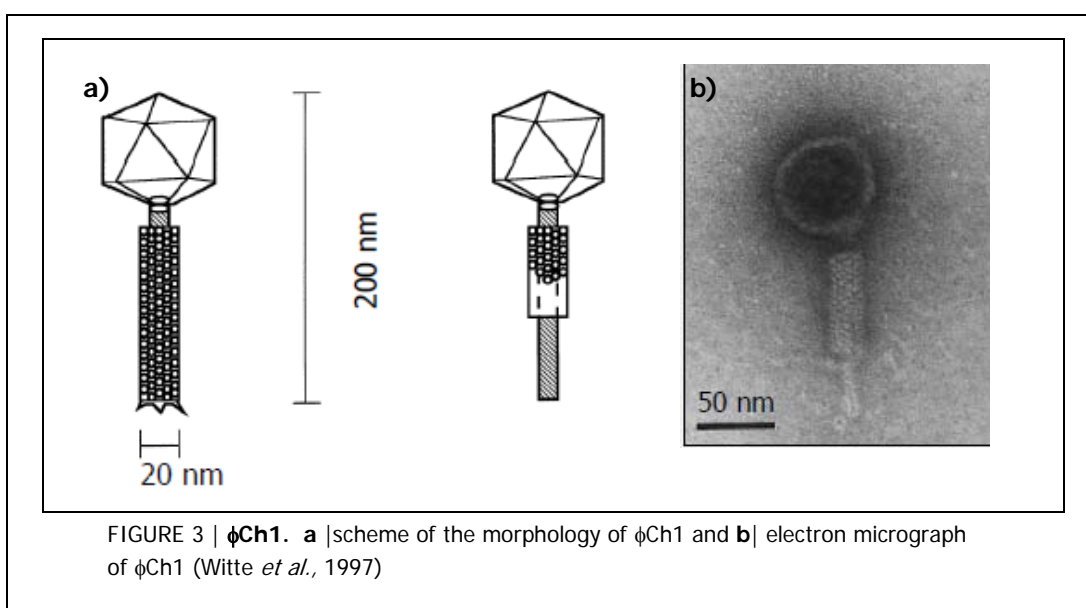 a)
200 nm
20 nm
b)
50 nm
FIGURE 3 | ϕCh1. a |scheme of the morphology of ϕCh1 and b| electron micrograph
of ϕCh1 (Witte et al., 1997)